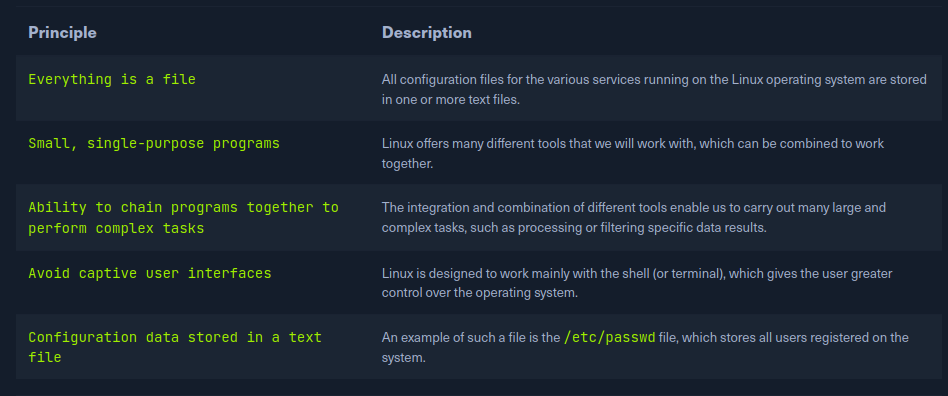 Principle Description
Everything is a file All configuration files for the various services running on the Linux operating system are stored
in one or more text files.
Small, single-purpose programs Linux offers many different tools that we will work with, which can be combined to work
together.
Ability to chain programs together to The integration and combination of different tools enable us to carry out many large and
perform complex tasks complex tasks, such as processing or filtering specific data results.
Avoid captive user interfaces Linux is designed to work mainly with the shell (or terminal), which gives the user greater
control over the operating system.
Configuration data stored in a text An example of such a file is the /etc/passwd file, which stores all users registered on the
file system.